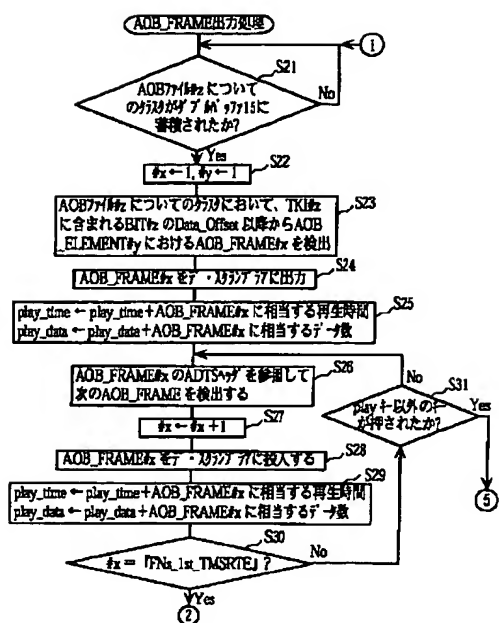 AOB_FRAME出力処理
1
S21
AOBファイル#zについて
のクラスタがダブルバッファ15に
蓄積されたか?
No
Yes
S22
#x←1, #y←1
S23
AOBファイル#zについてのクラスタにおいて、TKI#z
に含まれるBIT#zのData_Offset以降からAOB
_ELEMENT#yにおけるAOB_FRAME#xを検出
S24
AOB_FRAME#xをデ・スクランブラに出力
S25
play_time←play_time+AOB_FRAME#xに相当する再生時間
play_data←play_data+AOB_FRAME#xに相当するデータ数
S26
AOB_FRAME#xのADTSヘッダを参照して
次のAOB_FRAMEを検出する
S31
playキー以外のキー
が押されたか?
No
Yes
5
S27
#x←#x+1
S28
AOB_FRAME#xをデ・スクランブラに投入する
S29
play_time←play_time+AOB_FRAME#xに相当する再生時間
play_data←play_data+AOB_FRAME#xに相当するデータ数
S30
#x=「FNs_1st_TMSRTE」?
No
Yes
2